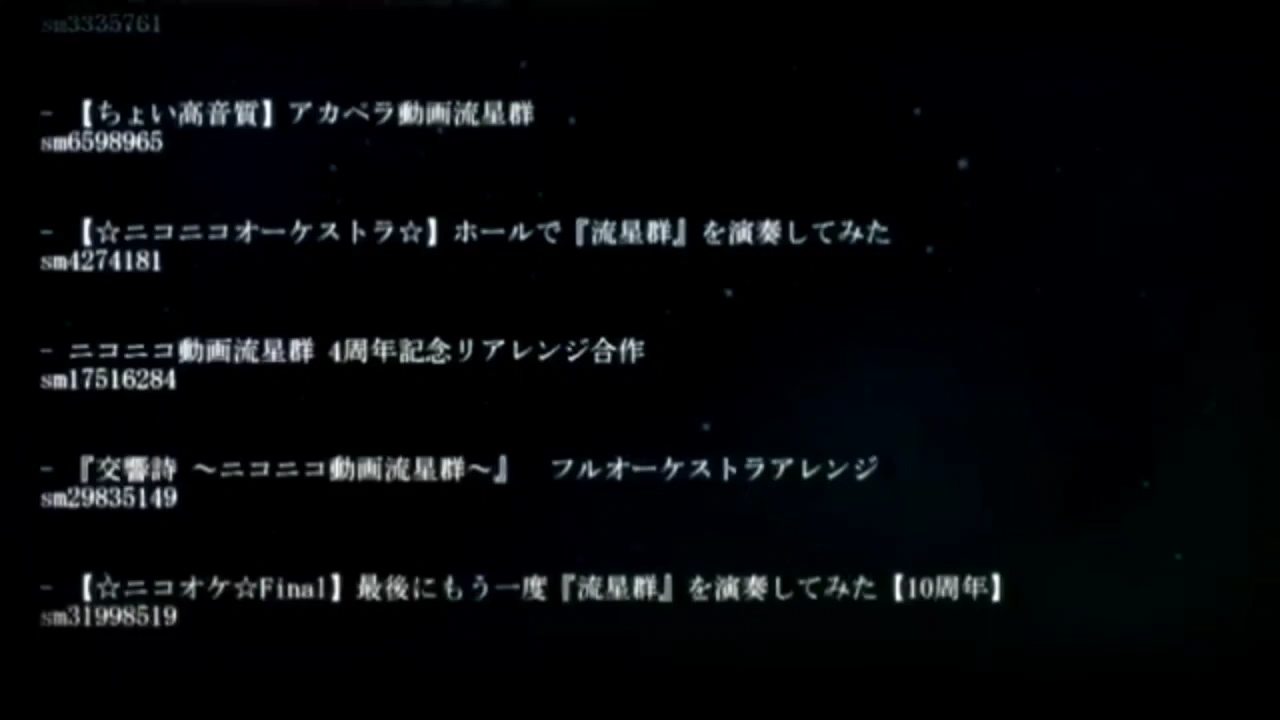 sm3335761
- 【ちょい高音質】アカペラ動画流星群
sm6598965
- 【☆ニコニコオーケストラ☆】ホールで『流星群』を演奏してみた
sm4274181
- ニコニコ動画流星群 4周年記念リアレンジ合作
sm17516284
- 『交響詩 ～ニコニコ動画流星群～』　フルオーケストラアレンジ
sm29835149
- 【☆ニコオケ☆Final】最後にもう一度『流星群』を演奏してみた【10周年】
sm31998519